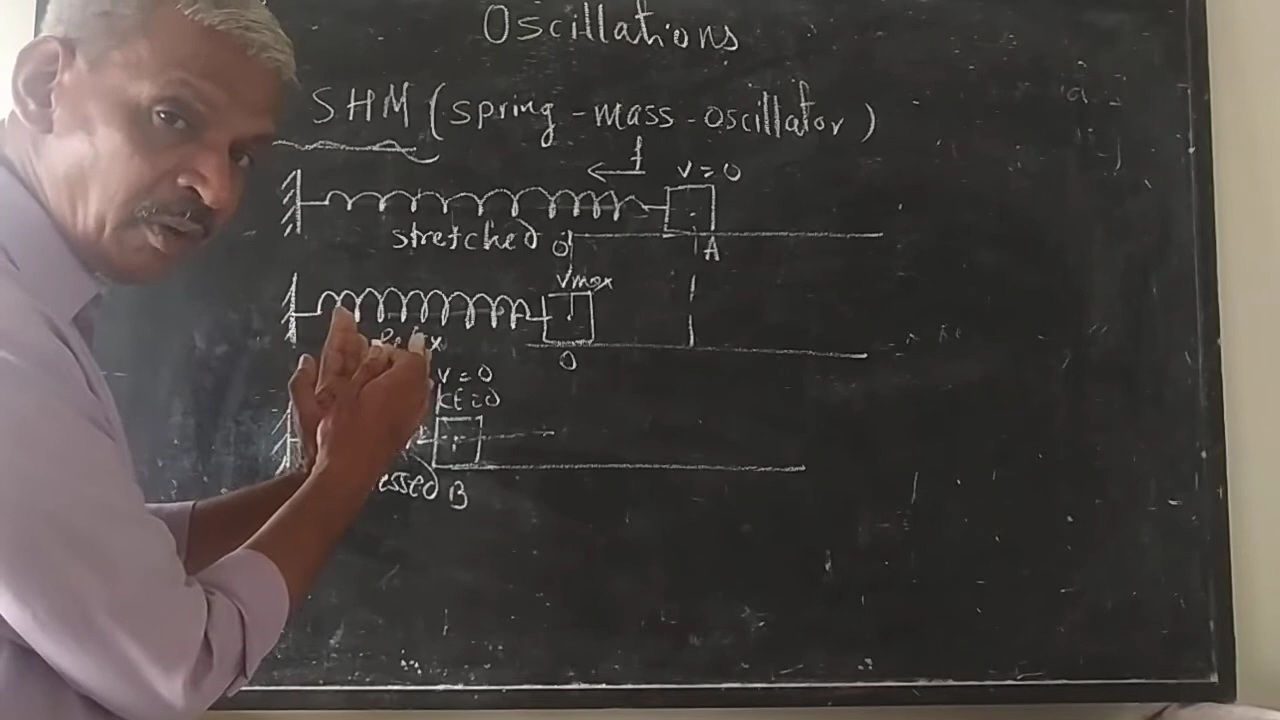 Oscillations
SHM (spring-mass-oscillator)
f
v = 0
stretched O
A
Vmax
O
v = 0
KE = 0
essed B